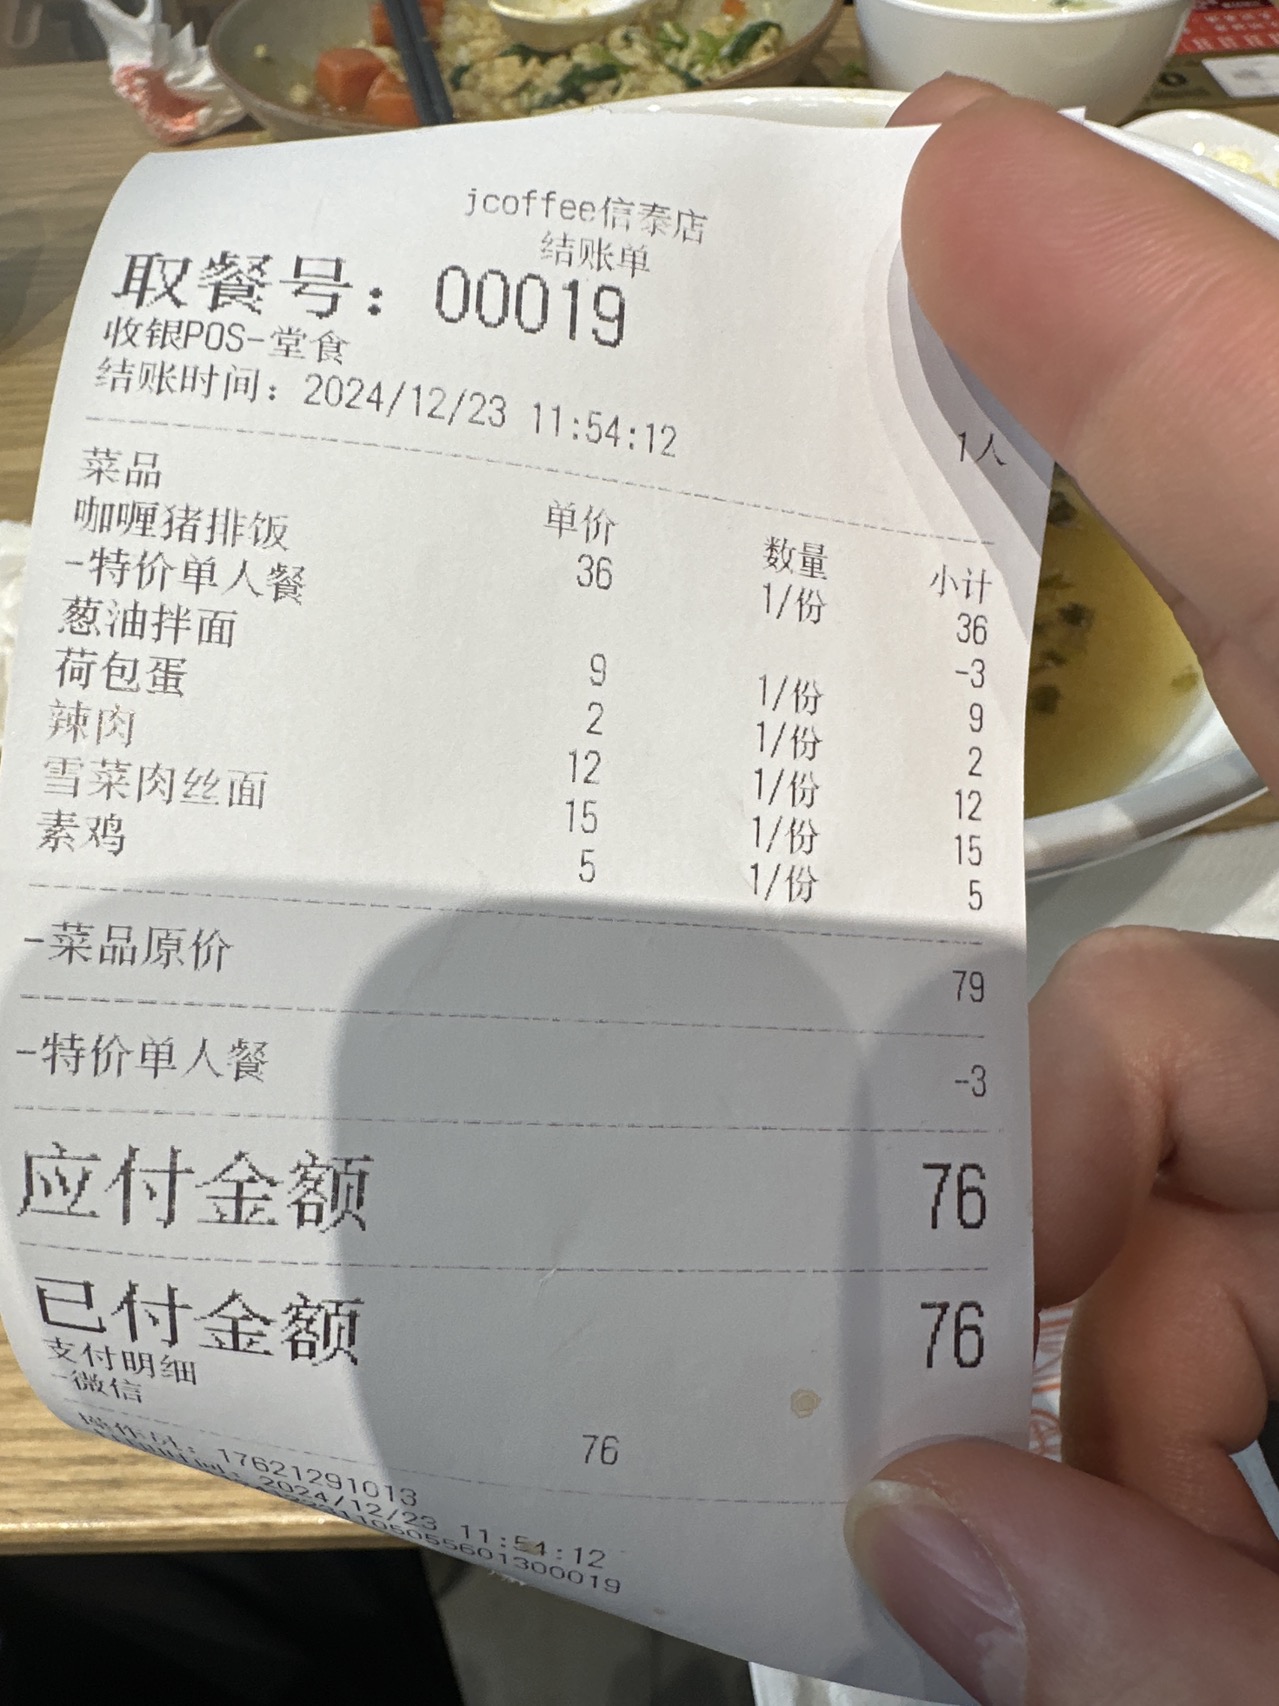 jcoffee信泰店
结账单
取餐号：00019
收银POS-堂食
结账时间：2024/12/23 11:54:12 1人
菜品 单价 数量 小计
咖喱猪排饭 36 1/份 36
-特价单人餐 -3
葱油拌面 9 1/份 9
荷包蛋 2 1/份 2
辣肉 12 1/份 12
雪菜肉丝面 15 1/份 15
素鸡 5 1/份 5
-菜品原价 79
-特价单人餐 -3
应付金额 76
已付金额 76
支付明细
-微信 76
17621291013
2024/12/23 11:54:12